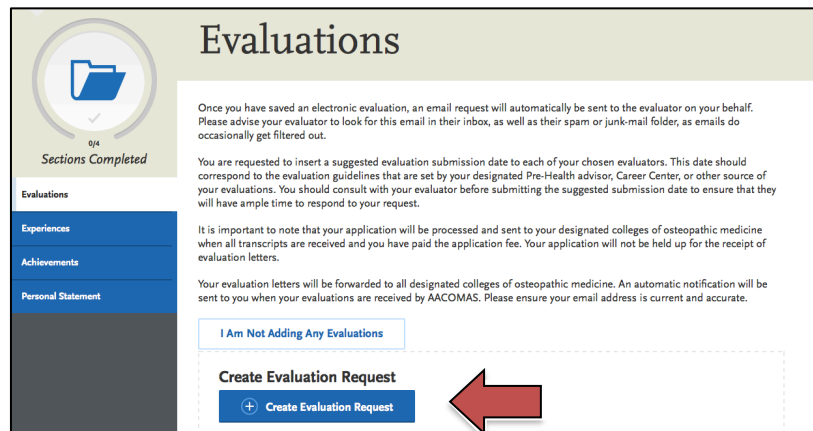 Evaluations
0/4
Sections Completed
Evaluations
Experiences
Achievements
Personal Statement
Once you have saved an electronic evaluation, an email request will automatically be sent to the evaluator on your behalf.
Please advise your evaluator to look for this email in their inbox, as well as their spam or junk-mail folder, as emails do
occasionally get filtered out.
You are requested to insert a suggested evaluation submission date to each of your chosen evaluators. This date should
correspond to the evaluation guidelines that are set by your designated Pre-Health advisor, Career Center, or other source of
your evaluations. You should consult with your evaluator before submitting the suggested submission date to ensure that they
will have ample time to respond to your request.
It is important to note that your application will be processed and sent to your designated colleges of osteopathic medicine
when all transcripts are received and you have paid the application fee. Your application will not be held up for the receipt of
evaluation letters.
Your evaluation letters will be forwarded to all designated colleges of osteopathic medicine. An automatic notification will be
sent to you when your evaluations are received by AACOMAS. Please ensure your email address is current and accurate.
I Am Not Adding Any Evaluations
Create Evaluation Request
Create Evaluation Request